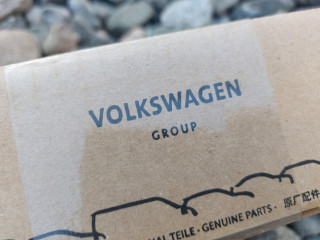 VOLKSWAGEN
GROUP
TEILE · GENUINE PARTS · 原厂配件